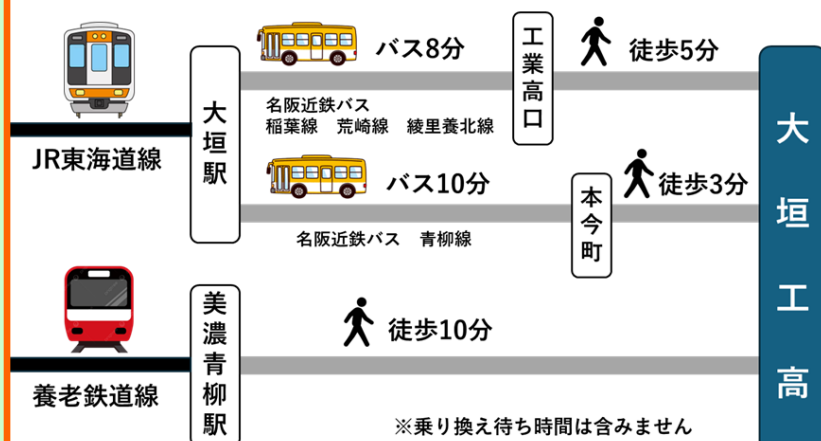 JR東海道線
大垣駅
バス8分
名阪近鉄バス
稲葉線 荒崎線 綾里養北線
工業高口
徒歩5分
バス10分
名阪近鉄バス 青柳線
本今町
徒歩3分
養老鉄道線
美濃青柳駅
徒歩10分
大垣工高
※乗り換え待ち時間は含みません